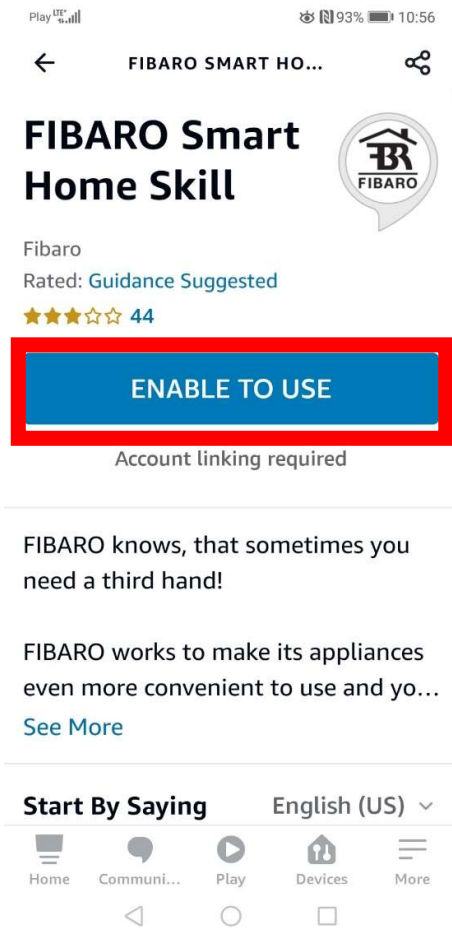 Play LTE+ 93% 10:56
FIBARO SMART HO...
FIBARO Smart
Home Skill
FIBARO
Fibaro
Rated: Guidance Suggested
44
ENABLE TO USE
Account linking required
FIBARO knows, that sometimes you
need a third hand!
FIBARO works to make its appliances
even more convenient to use and yo...
See More
Start By Saying English (US)
Home Communi... Play Devices More